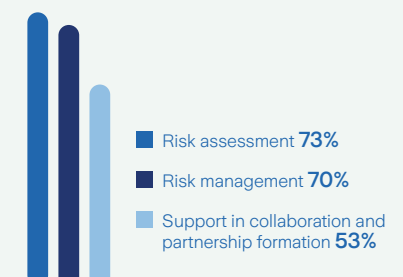 Risk assessment 73%
Risk management 70%
Support in collaboration and
partnership formation 53%